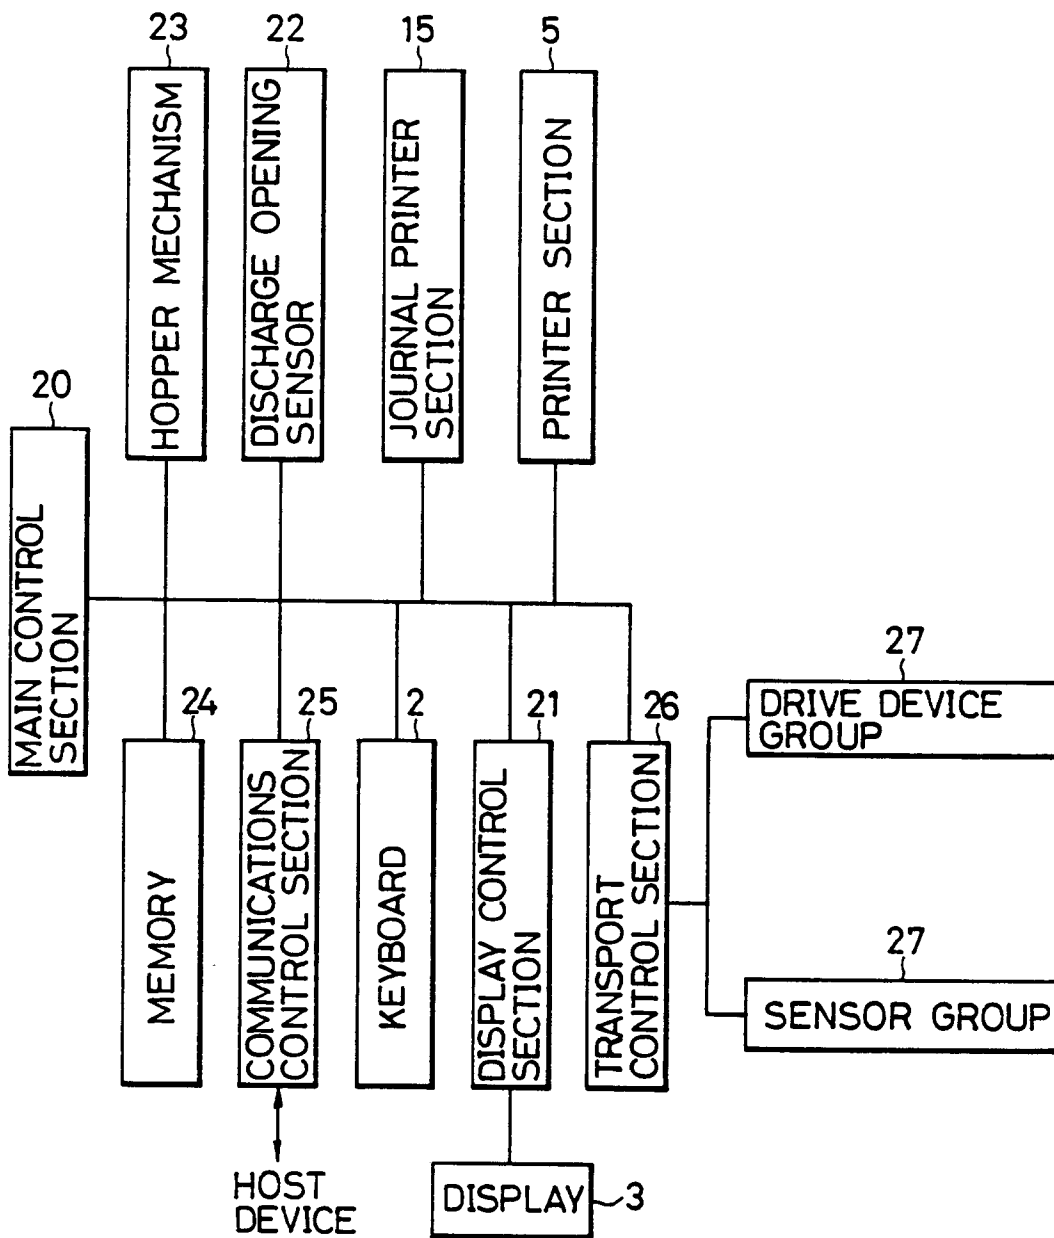 23
22
15
5
HOPPER MECHANISM
DISCHARGE OPENING
SENSOR
JOURNAL PRINTER
SECTION
PRINTER SECTION
20
MAIN CONTROL
SECTION
24
25
2
21
26
27
MEMORY
COMMUNICATIONS
CONTROL SECTION
KEYBOARD
DISPLAY CONTROL
SECTION
TRANSPORT
CONTROL SECTION
DRIVE DEVICE
GROUP
27
SENSOR GROUP
HOST
DEVICE
DISPLAY
3